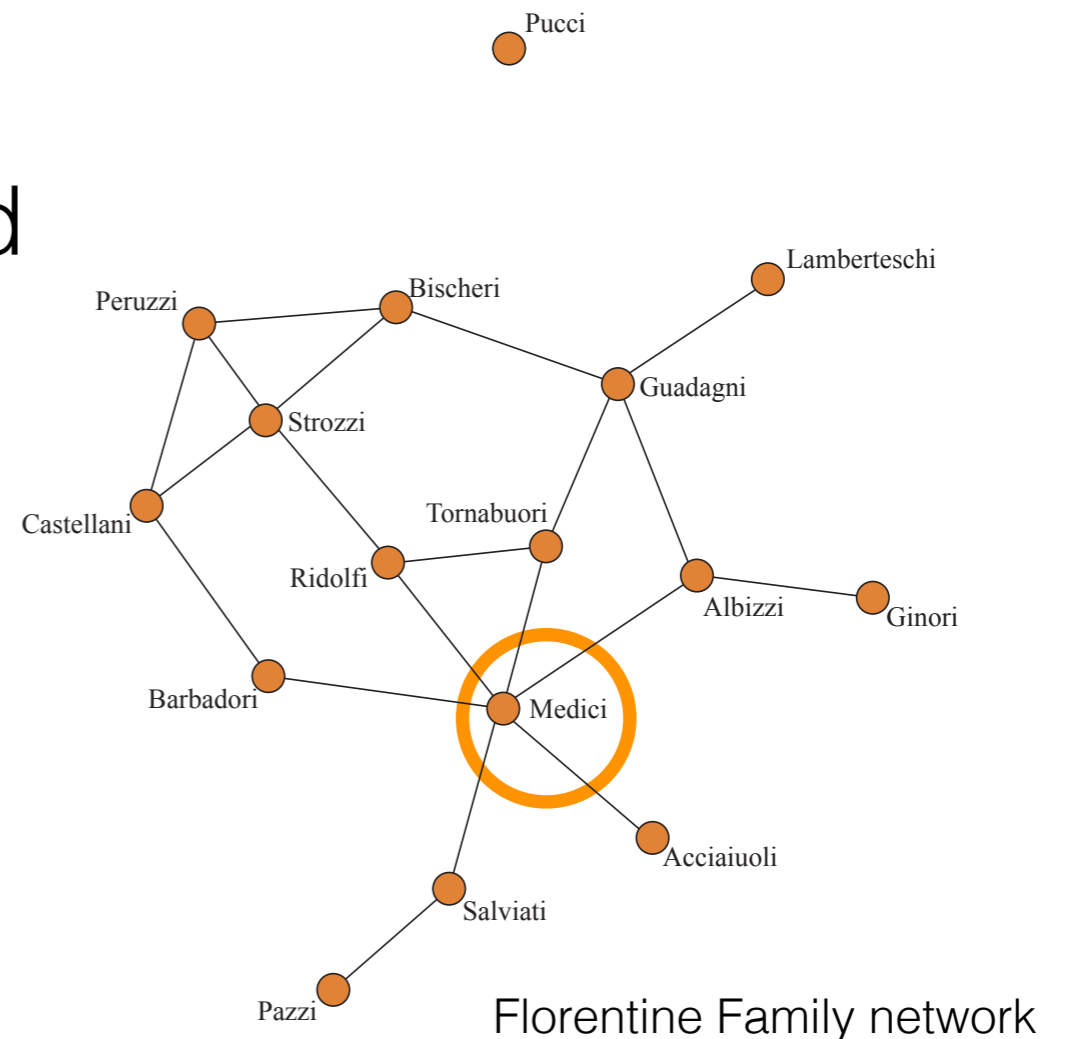 Pucci
d
Lamberteschi
Bischeri
Peruzzi
Guadagni
Strozzi
Tornabuori
Castellani
Ridolfi
Albizzi
Ginori
Barbadori
Medici
Acciaiuoli
Salviati
Pazzi
Florentine Family network